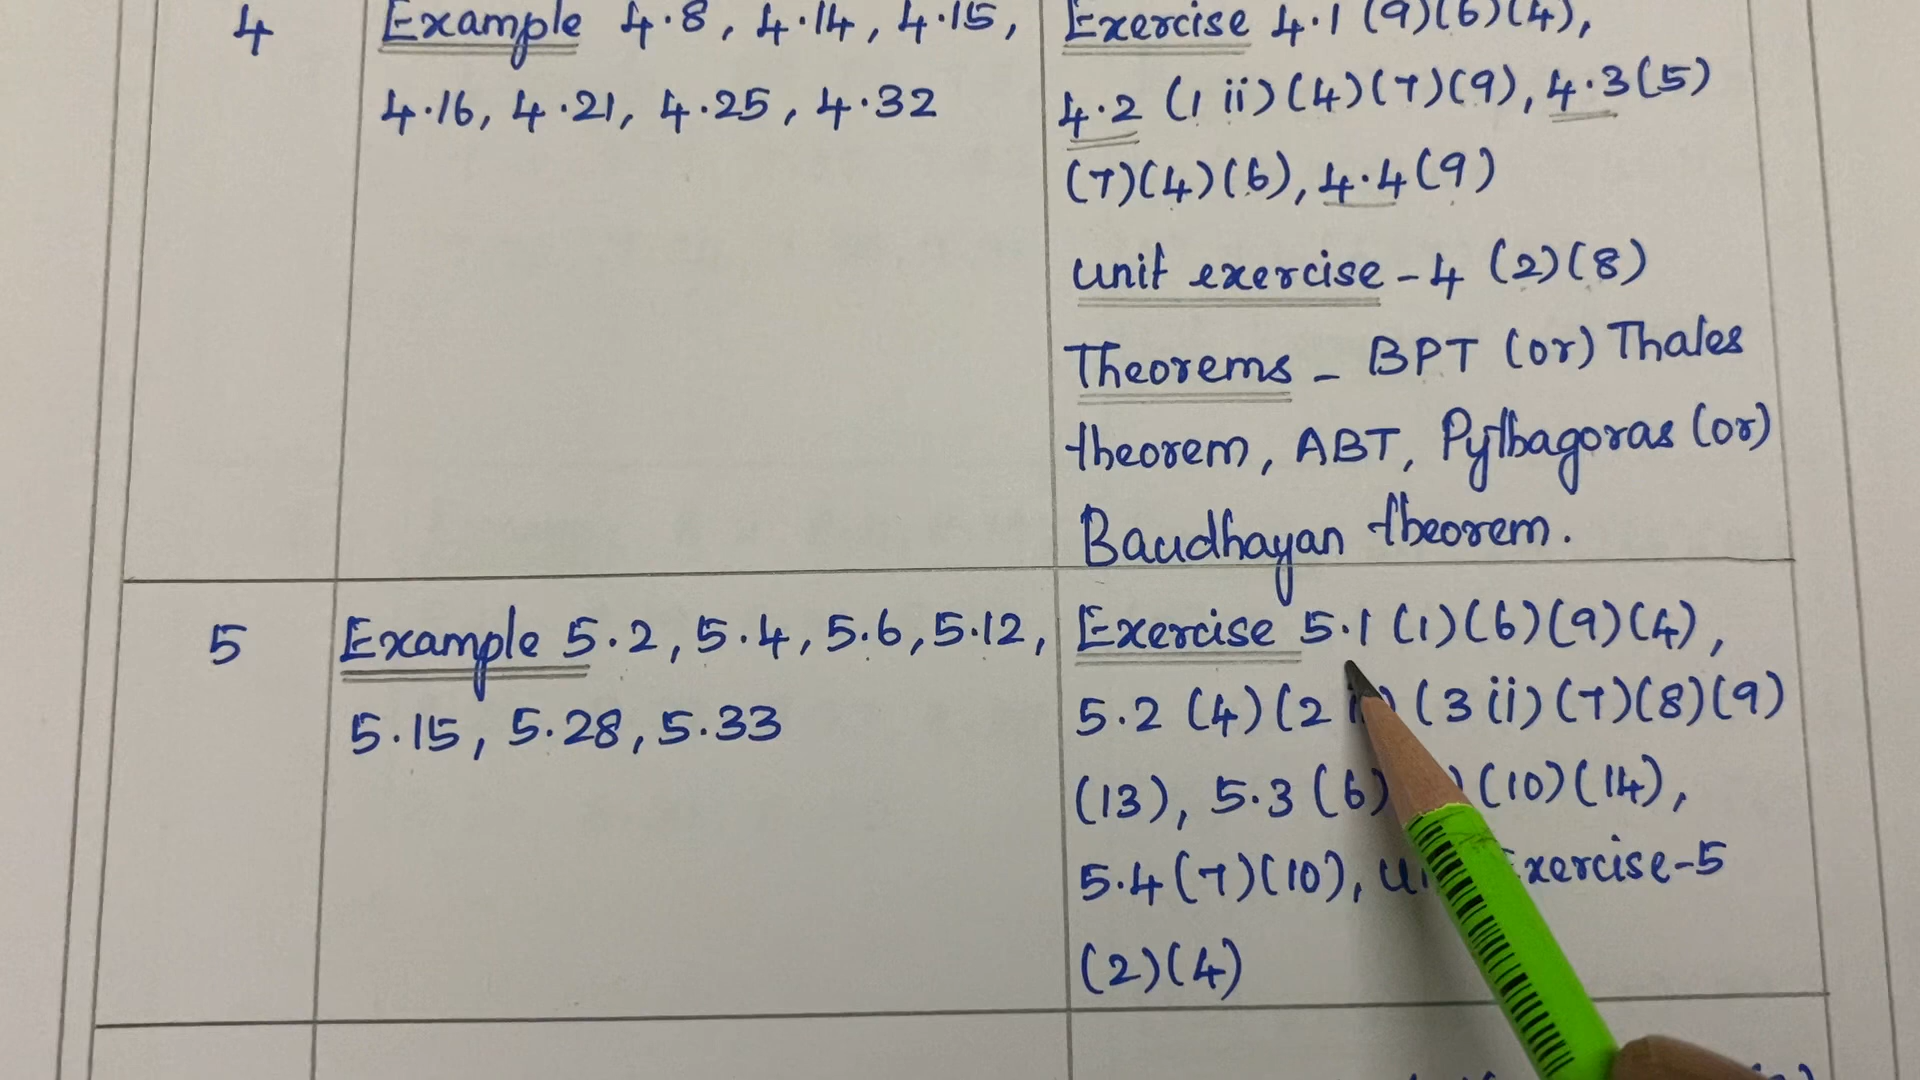 4
Example 4.8, 4.14, 4.15,
4.16, 4.21, 4.25, 4.32
Exercise 4.1 (9)(6)(4),
4.2 (1 ii)(4)(7)(9), 4.3(5)
(7)(4)(6), 4.4(9)
unit exercise - 4 (2)(8)
Theorems - BPT (or) Thales
theorem, ABT, Pythagoras (or)
Baudhayan theorem.
5
Example 5.2, 5.4, 5.6, 5.12,
5.15, 5.28, 5.33
Exercise 5.1 (1)(6)(9)(4),
5.2 (4)(2 (3 ii)(7)(8)(9)
(13), 5.3 (6) (10)(14),
5.4 (7)(10), xercise-5
(2)(4)